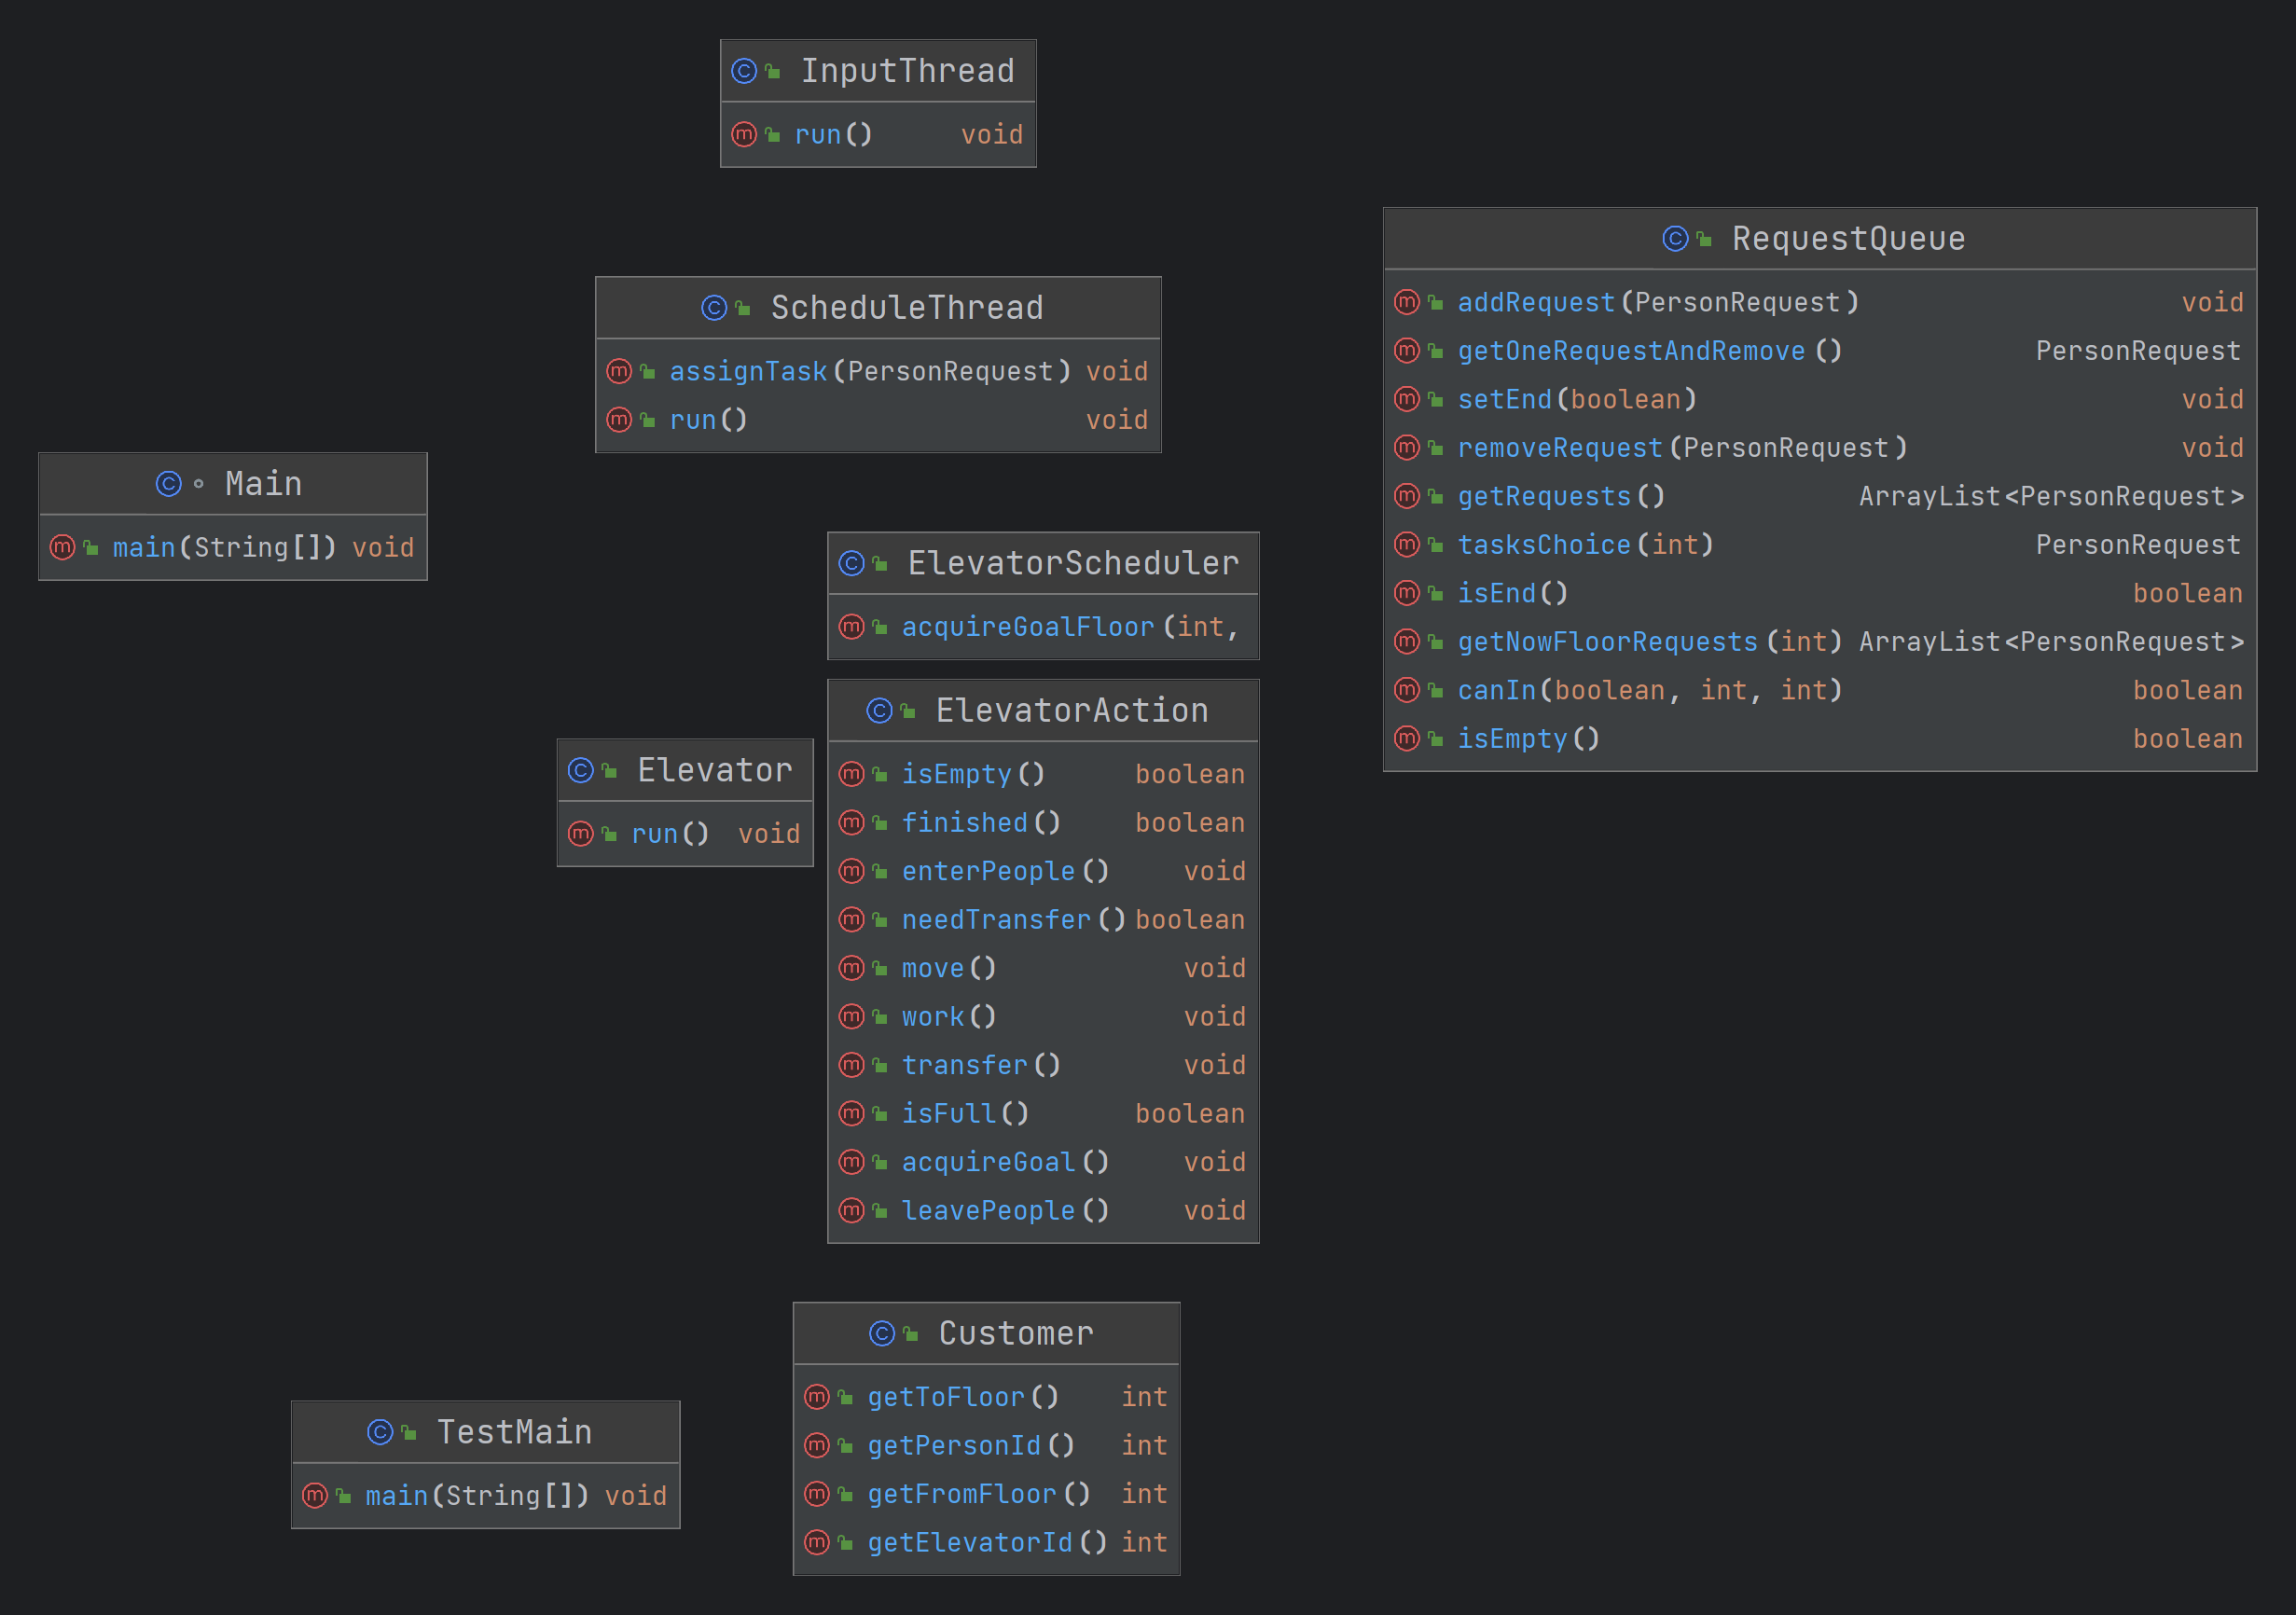 InputThread
run() void
ScheduleThread
assignTask(PersonRequest) void
run() void
RequestQueue
addRequest(PersonRequest) void
getOneRequestAndRemove() PersonRequest
setEnd(boolean) void
removeRequest(PersonRequest) void
getRequests() ArrayList<PersonRequest>
tasksChoice(int) PersonRequest
isEnd() boolean
getNowFloorRequests(int) ArrayList<PersonRequest>
canIn(boolean, int, int) boolean
isEmpty() boolean
Main
main(String[]) void
ElevatorScheduler
acquireGoalFloor(int,
Elevator
run() void
ElevatorAction
isEmpty() boolean
finished() boolean
enterPeople() void
needTransfer() boolean
move() void
work() void
transfer() void
isFull() boolean
acquireGoal() void
leavePeople() void
Customer
getToFloor() int
getPersonId() int
getFromFloor() int
getElevatorId() int
TestMain
main(String[]) void